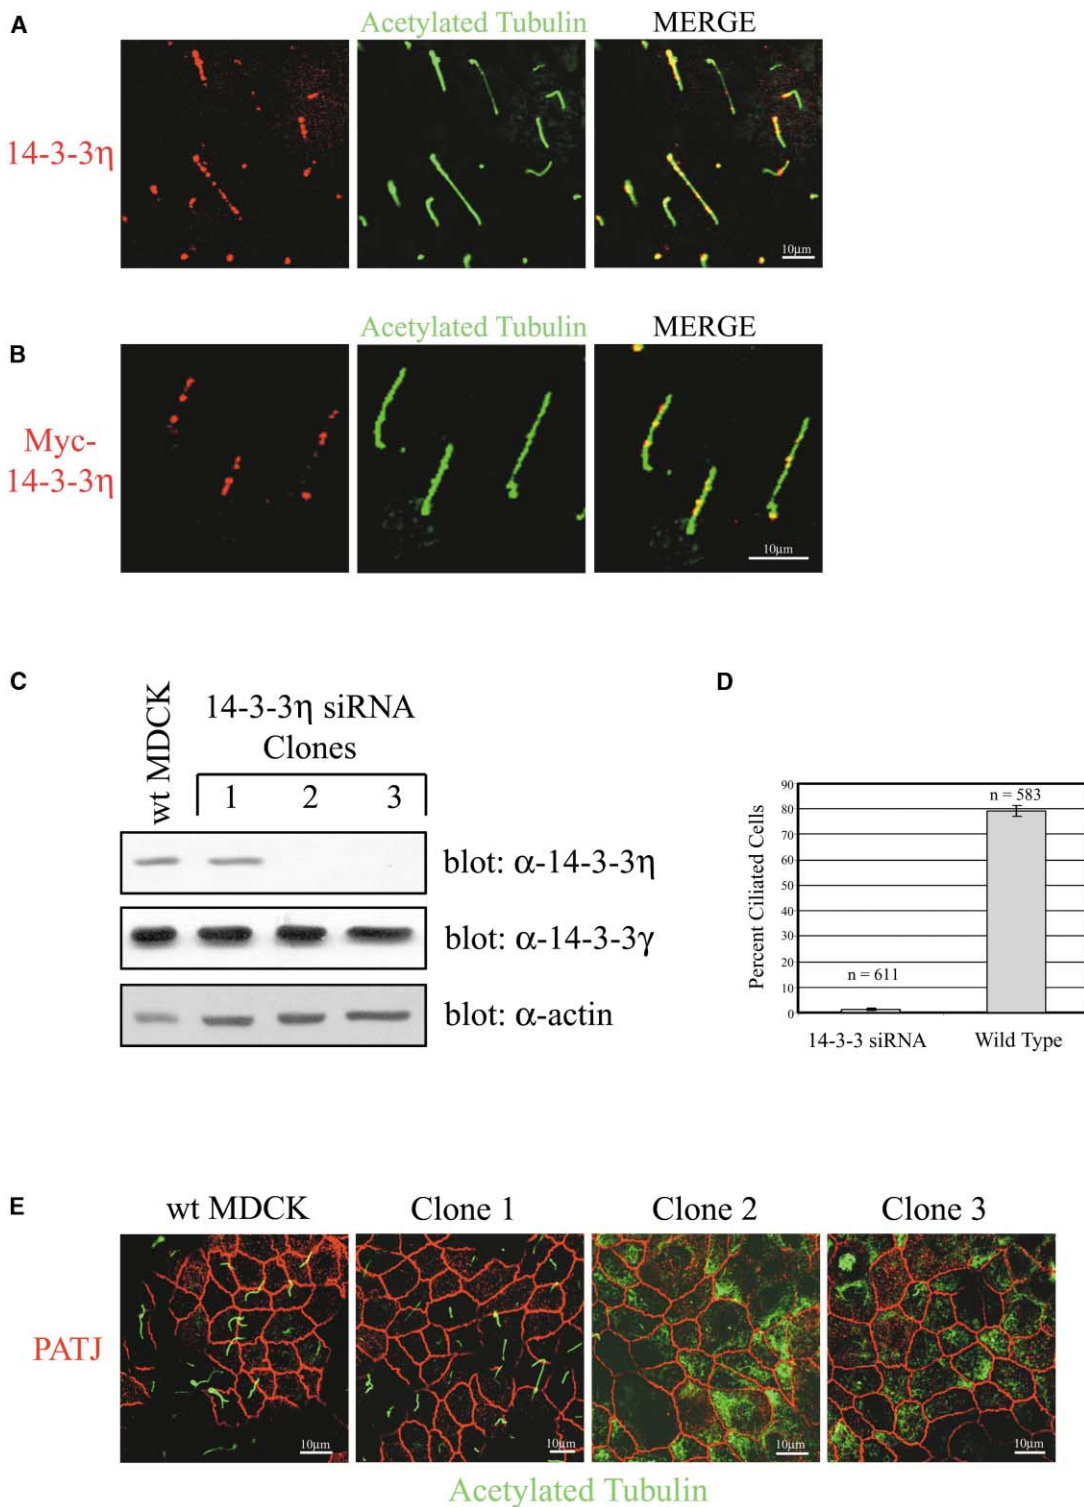 A
Acetylated Tubulin
MERGE
14-3-3η
10μm
B
Acetylated Tubulin
MERGE
Myc-
14-3-3η
10μm
C
wt MDCK
14-3-3η siRNA
Clones
1 2 3
blot: α-14-3-3η
blot: α-14-3-3γ
blot: α-actin
D
Percent Ciliated Cells
90
80
70
60
50
40
30
20
10
0
n = 611
n = 583
14-3-3 siRNA
Wild Type
E
wt MDCK
Clone 1
Clone 2
Clone 3
PATJ
10μm
10μm
10μm
10μm
Acetylated Tubulin